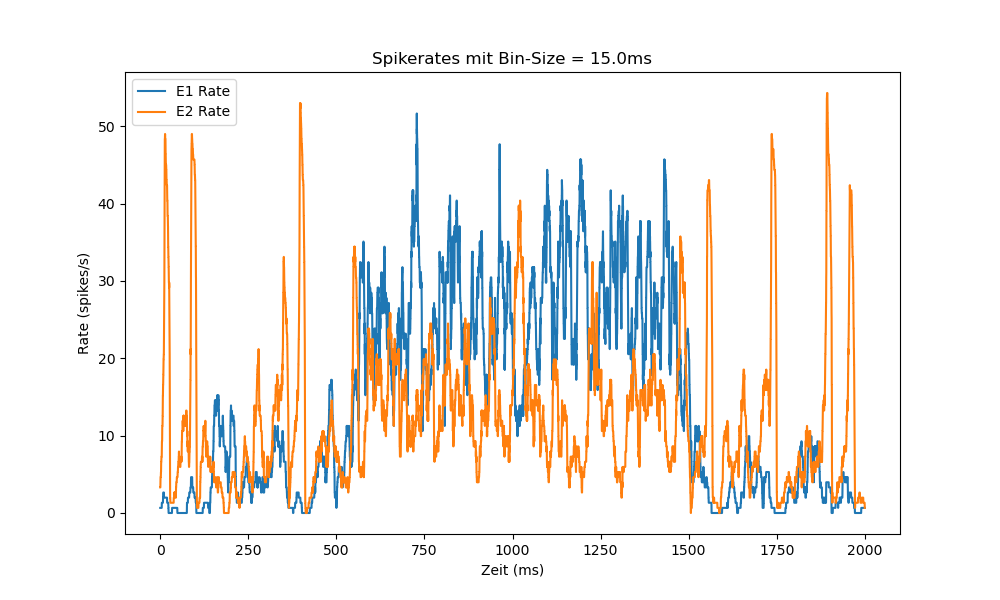 Spikerates mit Bin-Size = 15.0ms
E1 Rate
E2 Rate
Rate (spikes/s)
50
40
30
20
10
0
0 250 500 750 1000 1250 1500 1750 2000
Zeit (ms)